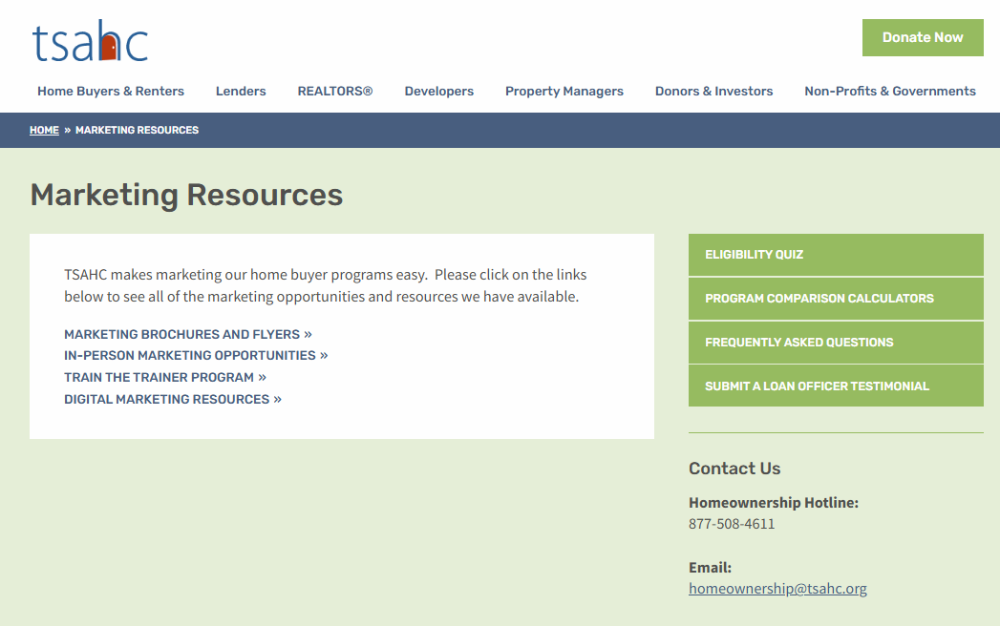 tsahc
Donate Now
Home Buyers & Renters Lenders REALTORS® Developers Property Managers Donors & Investors Non-Profits & Governments
HOME » MARKETING RESOURCES
Marketing Resources
TSAHC makes marketing our home buyer programs easy.  Please click on the links
below to see all of the marketing opportunities and resources we have available.
MARKETING BROCHURES AND FLYERS »
IN-PERSON MARKETING OPPORTUNITIES »
TRAIN THE TRAINER PROGRAM »
DIGITAL MARKETING RESOURCES »
ELIGIBILITY QUIZ
PROGRAM COMPARISON CALCULATORS
FREQUENTLY ASKED QUESTIONS
SUBMIT A LOAN OFFICER TESTIMONIAL
Contact Us
Homeownership Hotline:
877-508-4611
Email:
homeownership@tsahc.org